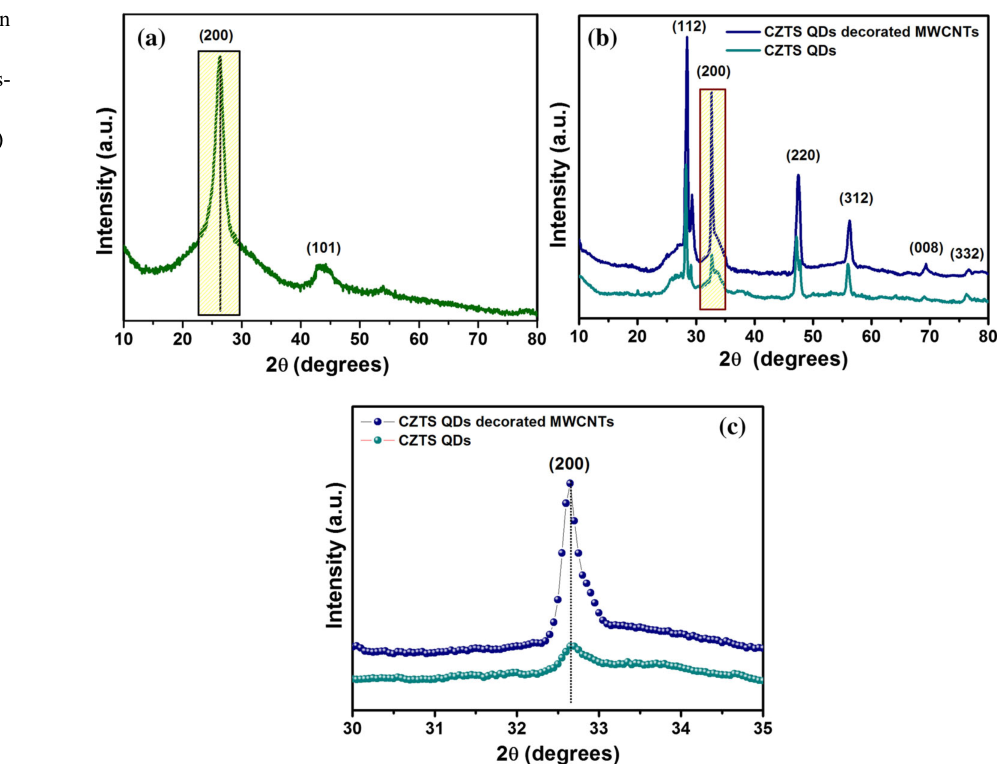 n
s-
)
(a)
(200)
(101)
Intensity (a.u.)
10 20 30 40 50 60 70 80
2θ (degrees)
(b)
(112)
CZTS QDs decorated MWCNTs
CZTS QDs
(200)
(220)
(312)
(008)
(332)
Intensity (a.u.)
10 20 30 40 50 60 70 80
2θ (degrees)
CZTS QDs decorated MWCNTs
CZTS QDs
(c)
(200)
Intensity (a.u.)
30 31 32 33 34 35
2θ (degrees)